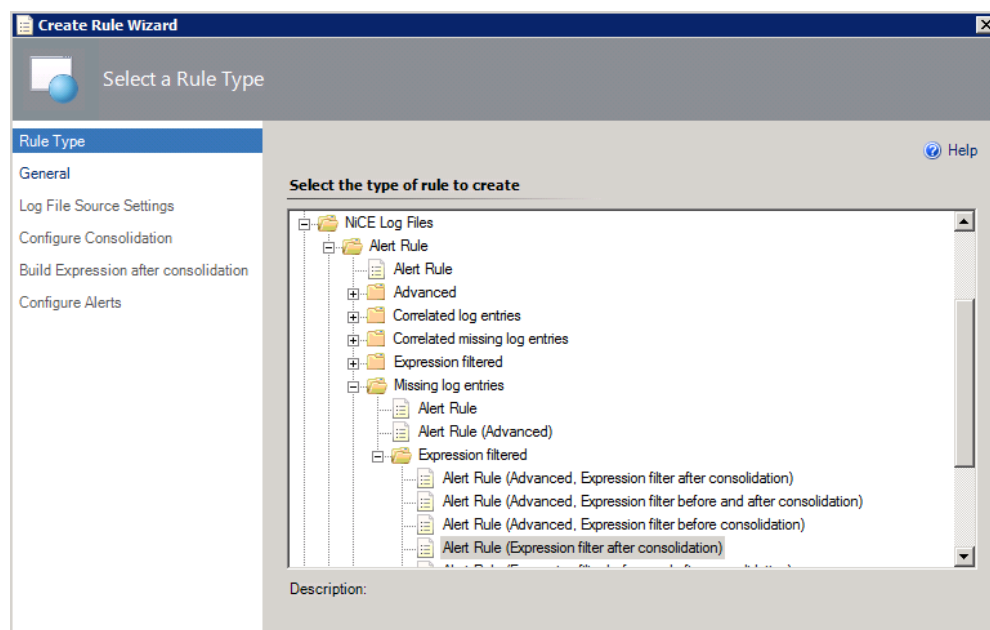 Create Rule Wizard
Select a Rule Type
Rule Type
General
Log File Source Settings
Configure Consolidation
Build Expression after consolidation
Configure Alerts
Help
Select the type of rule to create
NiCE Log Files
Alert Rule
Alert Rule
Advanced
Correlated log entries
Correlated missing log entries
Expression filtered
Missing log entries
Alert Rule
Alert Rule (Advanced)
Expression filtered
Alert Rule (Advanced, Expression filter after consolidation)
Alert Rule (Advanced, Expression filter before and after consolidation)
Alert Rule (Advanced, Expression filter before consolidation)
Alert Rule (Expression filter after consolidation)
Description: